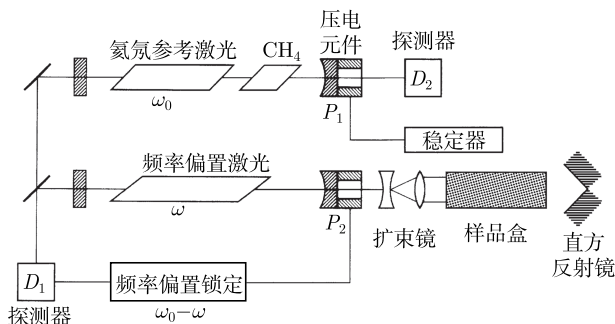 氦氖参考激光
CH4
压电
元件
探测器
ω0
P1
D2
稳定器
频率偏置激光
ω
P2
扩束镜
样品盒
直方
反射镜
D1
频率偏置锁定
探测器
ω0−ω